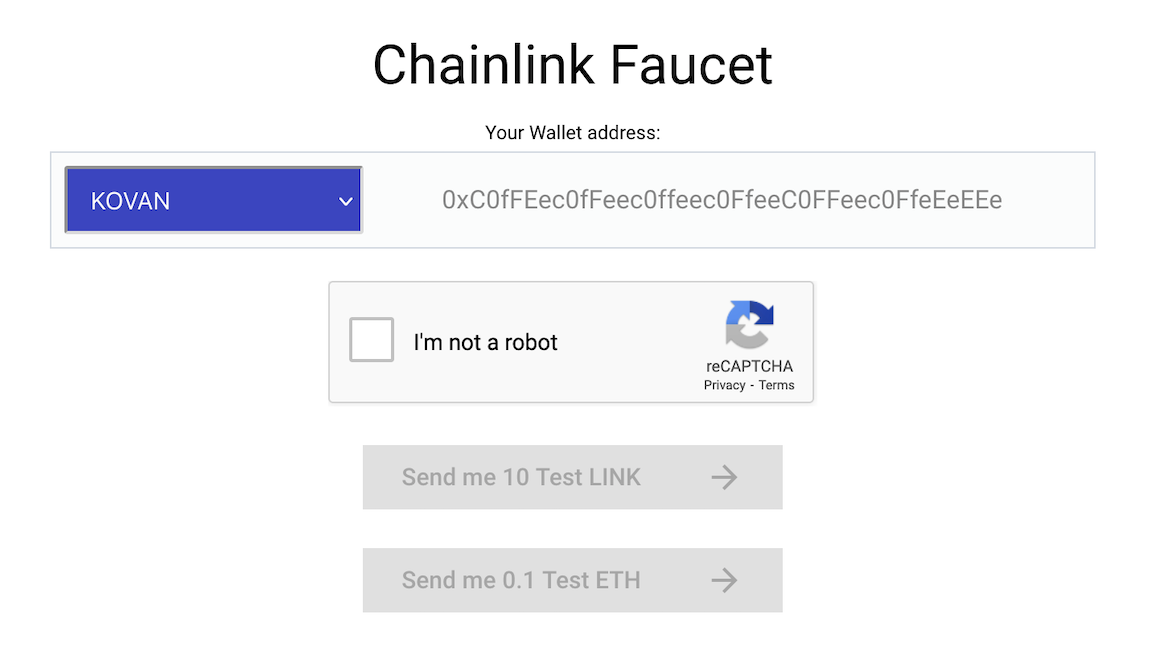 Chainlink Faucet
Your Wallet address:
KOVAN
0xC0fFEec0fFeec0ffeec0FfeeC0FFeec0FfeEeEEe
I'm not a robot
reCAPTCHA
Privacy - Terms
Send me 10 Test LINK
Send me 0.1 Test ETH